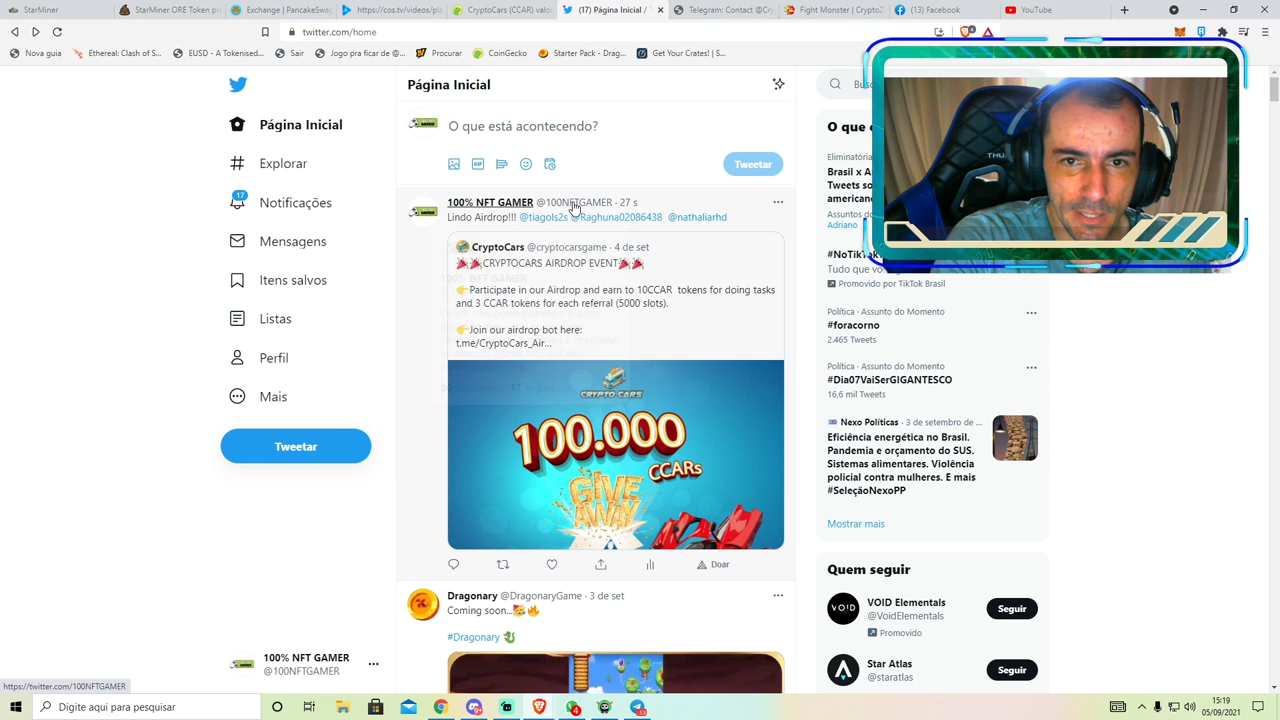 StarMiner
StarMiner ORE Token pr
Exchange | PancakeSwap
https://cos.tv/videos/pl
CryptoCars (CCAR) valor
(17) Página Inicial / T
Telegram: Contact @Cry
Fight Monster | CryptoZ
(13) Facebook
YouTube
twitter.com/home
Nova guia
Ethereal: Clash of S...
EUSD - A Tokenised...
Seu
Jogo pra ficar de @...
Procurar
CoinGecko
Starter Pack - Drag...
Get Your Crates! | S...
Página Inicial
Explorar
17
Notificações
Mensagens
Itens salvos
Listas
Perfil
Mais
Tweetar
100% NFT GAMER
@100NFTGAMER
Página Inicial
O que está acontecendo?
Tweetar
100% NFT GAMER @100NFTGAMER · 27 s
Lindo Airdrop!!! @tiagols2s @Raghuna02086438 @nathaliarhd
CryptoCars @cryptocarsgame · 4 de set
🎉🎉CRYPTOCARS AIRDROP EVENT🎉🎉
👉Participate in our Airdrop and earn to 10CCAR tokens for doing tasks
and 3 CCAR tokens for each referral (5000 slots).
👉Join our airdrop bot here:
t.me/CryptoCars_Air...
CRYPTO CARS
100.000
CCARs
GIVE
AWAY
Doar
Dragonary @DragonaryGame · 3 de set
Coming soon...🥳🔥
#Dragonary 🐉
Busc
O que e
Eliminatória
Brasil x A
Tweets so
americano
Assuntos d
Adriano
#NoTikTok
Tudo que vo
Promovido por TikTok Brasil
Política · Assunto do Momento
#foracorno
2.465 Tweets
Política · Assunto do Momento
#Dia07VaiSerGIGANTESCO
16,6 mil Tweets
Nexo Políticas · 3 de setembro de ...
Eficiência energética no Brasil.
Pandemia e orçamento do SUS.
Sistemas alimentares. Violência
policial contra mulheres. E mais
#SeleçãoNexoPP
Mostrar mais
Quem seguir
VOID Elementals
@VoidElementals
Promovido
Seguir
Star Atlas
@staratlas
Seguir
THU
https://twitter.com/100NFTGAMER
Digite aqui para pesquisar
15:19
05/09/2021